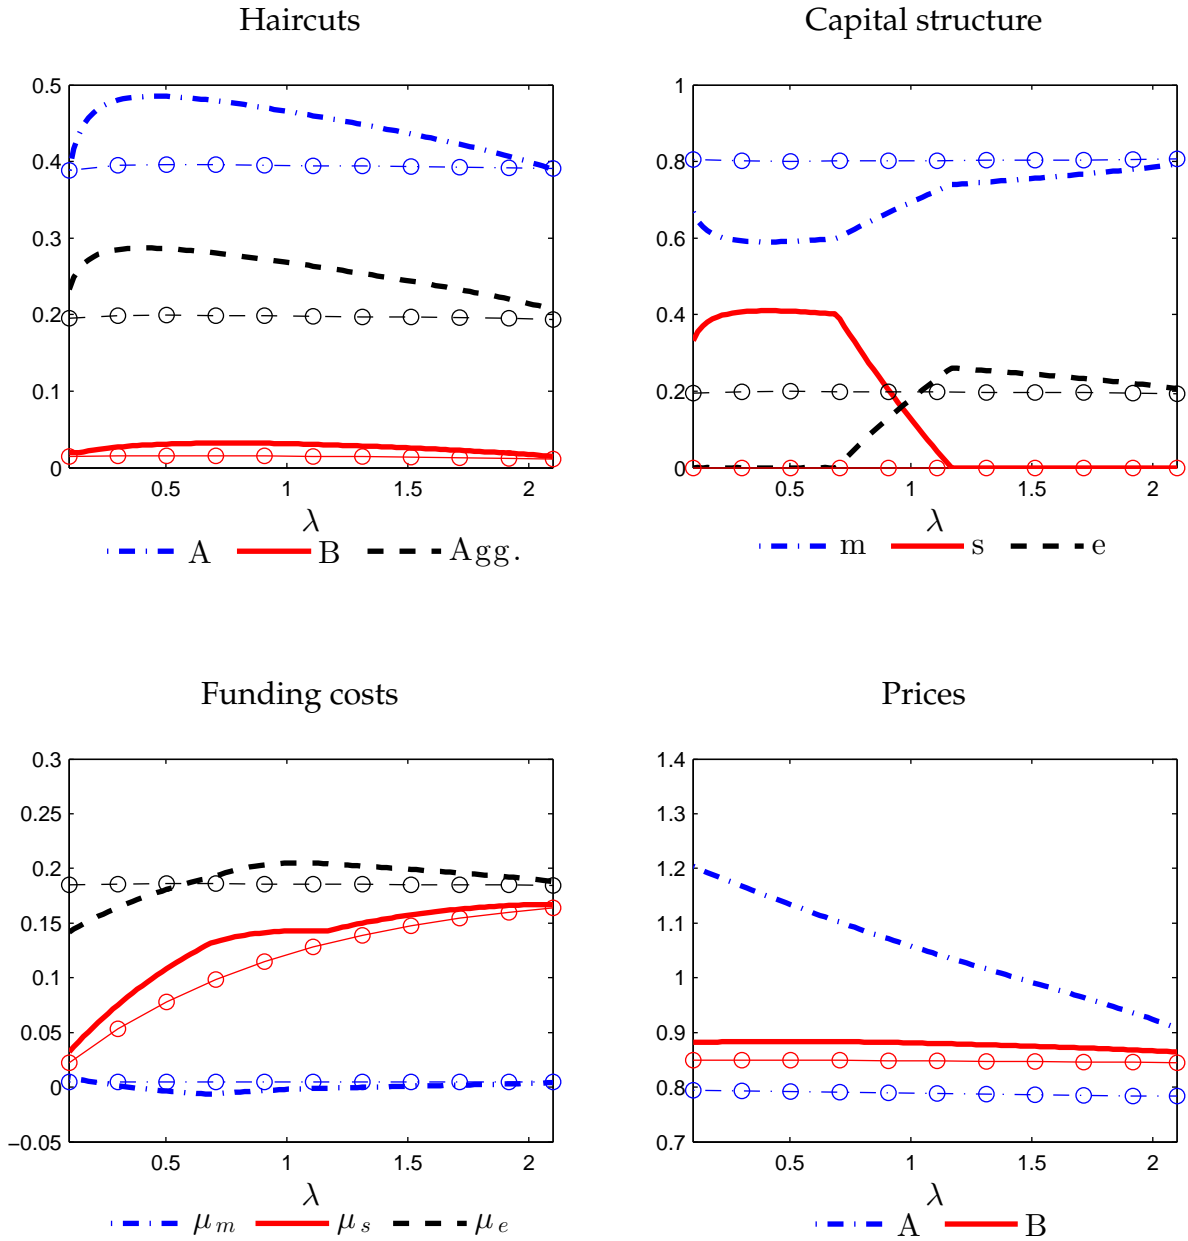 Haircuts
0.5
0.4
0.3
0.2
0.1
0
0.5 1 1.5 2
λ
A B Agg.
Capital structure
1
0.8
0.6
0.4
0.2
0
0.5 1 1.5 2
λ
m s e
Funding costs
0.3
0.25
0.2
0.15
0.1
0.05
0
−0.05
0.5 1 1.5 2
λ
μm μs μe
Prices
1.4
1.3
1.2
1.1
1
0.9
0.8
0.7
0.5 1 1.5 2
λ
A B